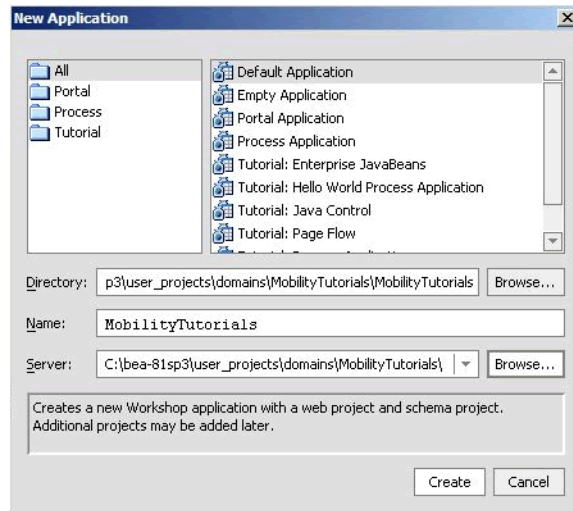 New Application
All
Portal
Process
Tutorial
Default Application
Empty Application
Portal Application
Process Application
Tutorial: Enterprise JavaBeans
Tutorial: Hello World Process Application
Tutorial: Java Control
Tutorial: Page Flow
Directory: p3\user_projects\domains\MobilityTutorials\MobilityTutorials Browse...
Name: MobilityTutorials
Server: C:\bea-81sp3\user_projects\domains\MobilityTutorials\ Browse...
Creates a new Workshop application with a web project and schema project.
Additional projects may be added later.
Create Cancel